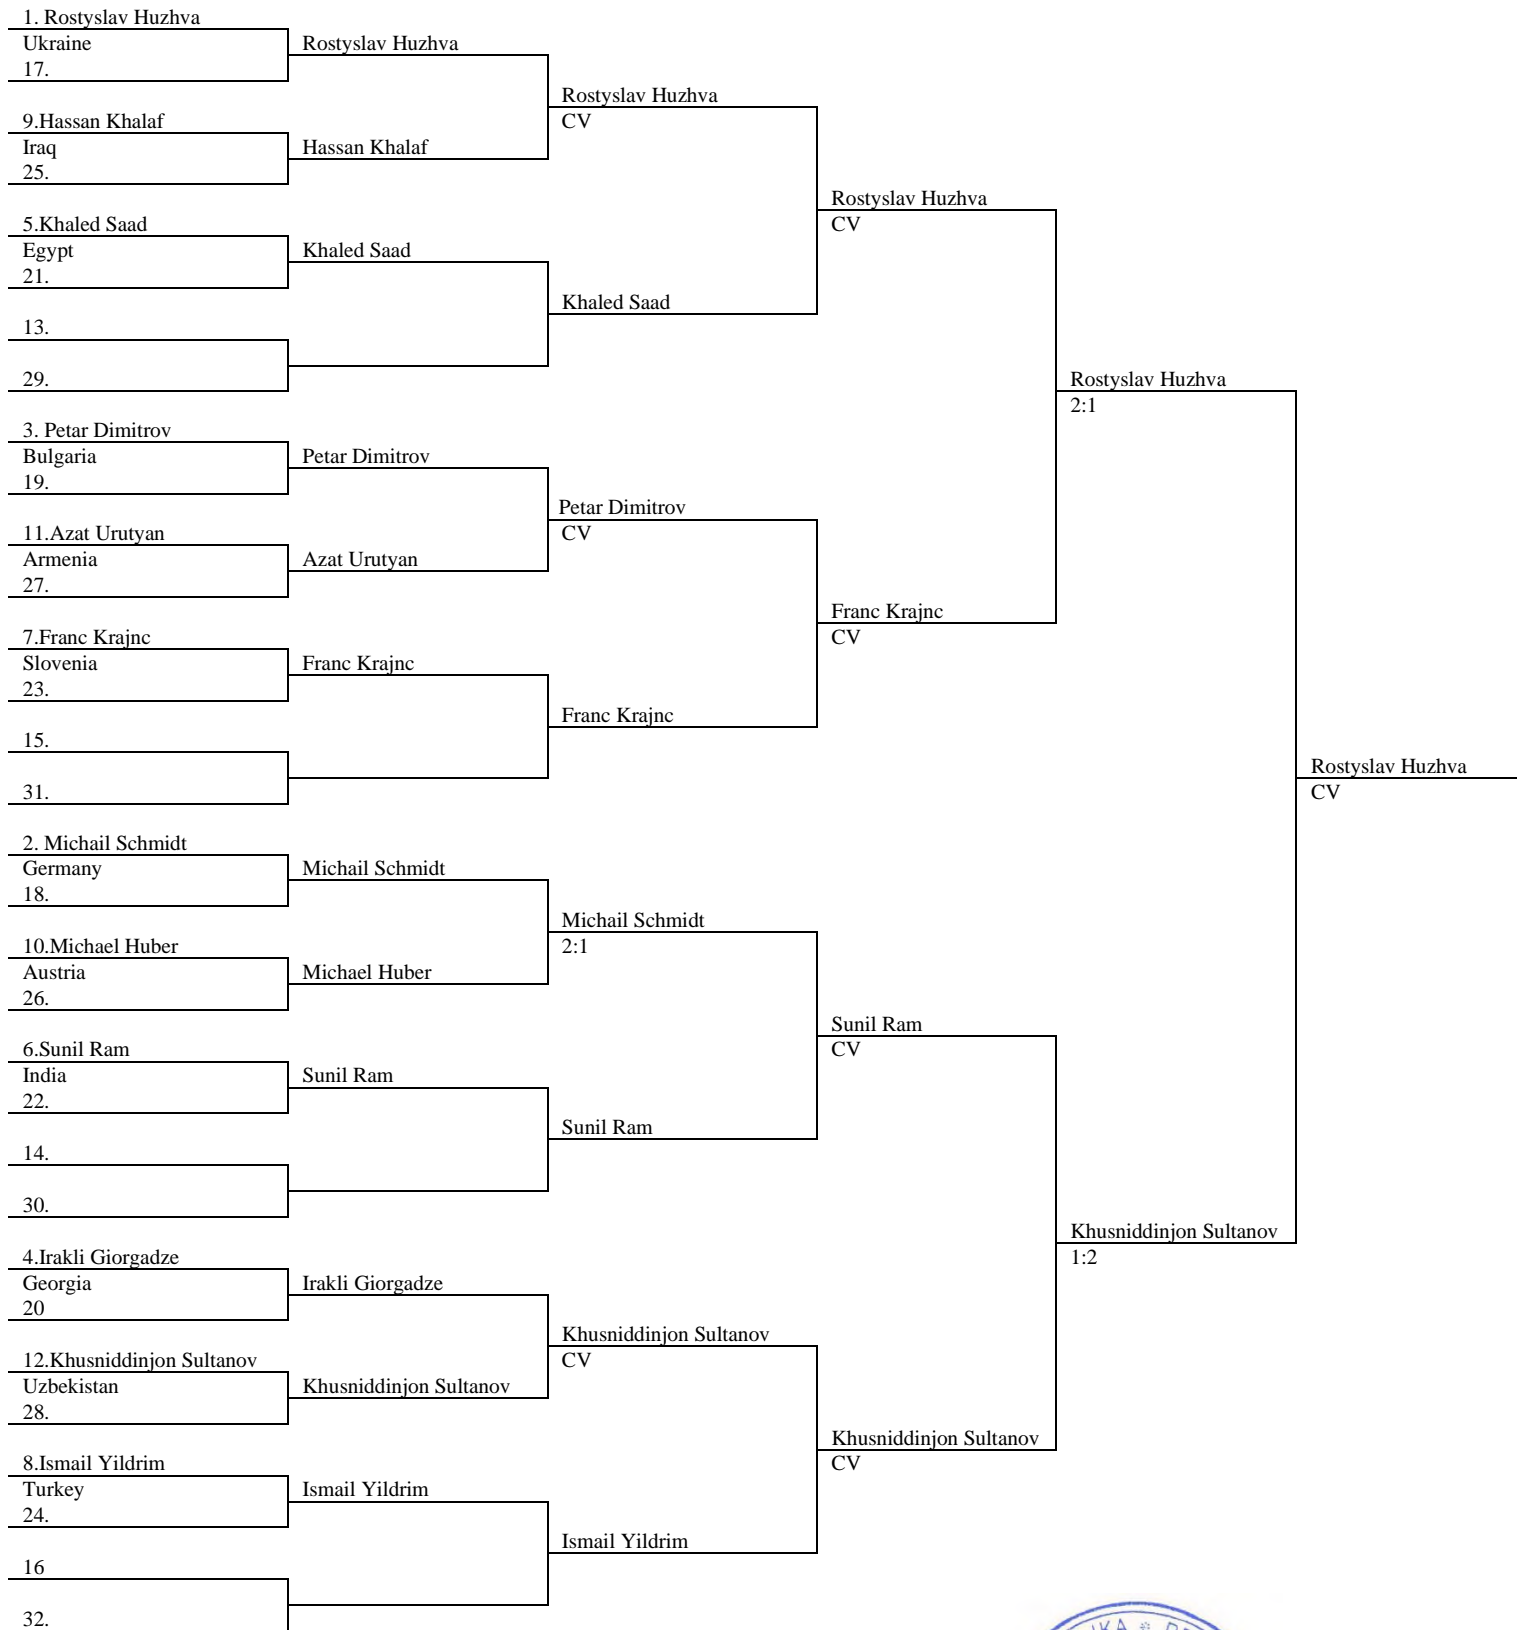 1. Rostyslav Huzhva
Ukraine
17.
9.Hassan Khalaf
Iraq
25.
5.Khaled Saad
Egypt
21.
13.
29.
3. Petar Dimitrov
Bulgaria
19.
11.Azat Urutyan
Armenia
27.
7.Franc Krajnc
Slovenia
23.
15.
31.
2. Michail Schmidt
Germany
18.
10.Michael Huber
Austria
26.
6.Sunil Ram
India
22.
14.
30.
4.Irakli Giorgadze
Georgia
20
12.Khusniddinjon Sultanov
Uzbekistan
28.
8.Ismail Yildrim
Turkey
24.
16
32.
Rostyslav Huzhva
Hassan Khalaf
Khaled Saad
Petar Dimitrov
Azat Urutyan
Franc Krajnc
Michail Schmidt
Michael Huber
Sunil Ram
Irakli Giorgadze
Khusniddinjon Sultanov
Ismail Yildrim
Rostyslav Huzhva
CV
Khaled Saad
Petar Dimitrov
CV
Franc Krajnc
Michail Schmidt
2:1
Sunil Ram
Khusniddinjon Sultanov
CV
Ismail Yildrim
Rostyslav Huzhva
CV
Franc Krajnc
CV
Sunil Ram
CV
Khusniddinjon Sultanov
CV
Rostyslav Huzhva
2:1
Khusniddinjon Sultanov
1:2
Rostyslav Huzhva
CV